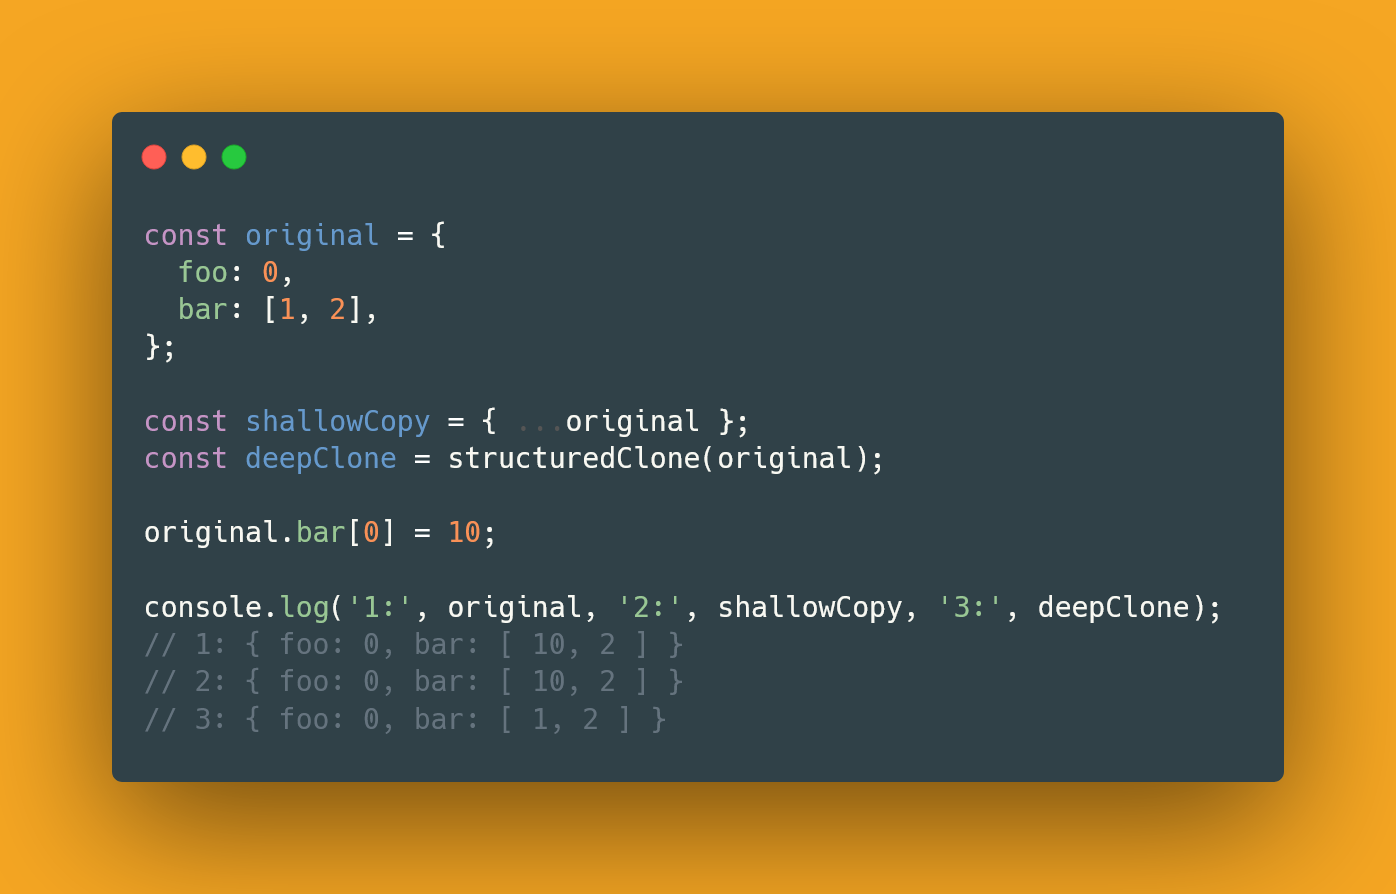 const original = {
  foo: 0,
  bar: [1, 2],
};

const shallowCopy = { ...original };
const deepClone = structuredClone(original);

original.bar[0] = 10;

console.log('1:', original, '2:', shallowCopy, '3:', deepClone);
// 1: { foo: 0, bar: [ 10, 2 ] }
// 2: { foo: 0, bar: [ 10, 2 ] }
// 3: { foo: 0, bar: [ 1, 2 ] }